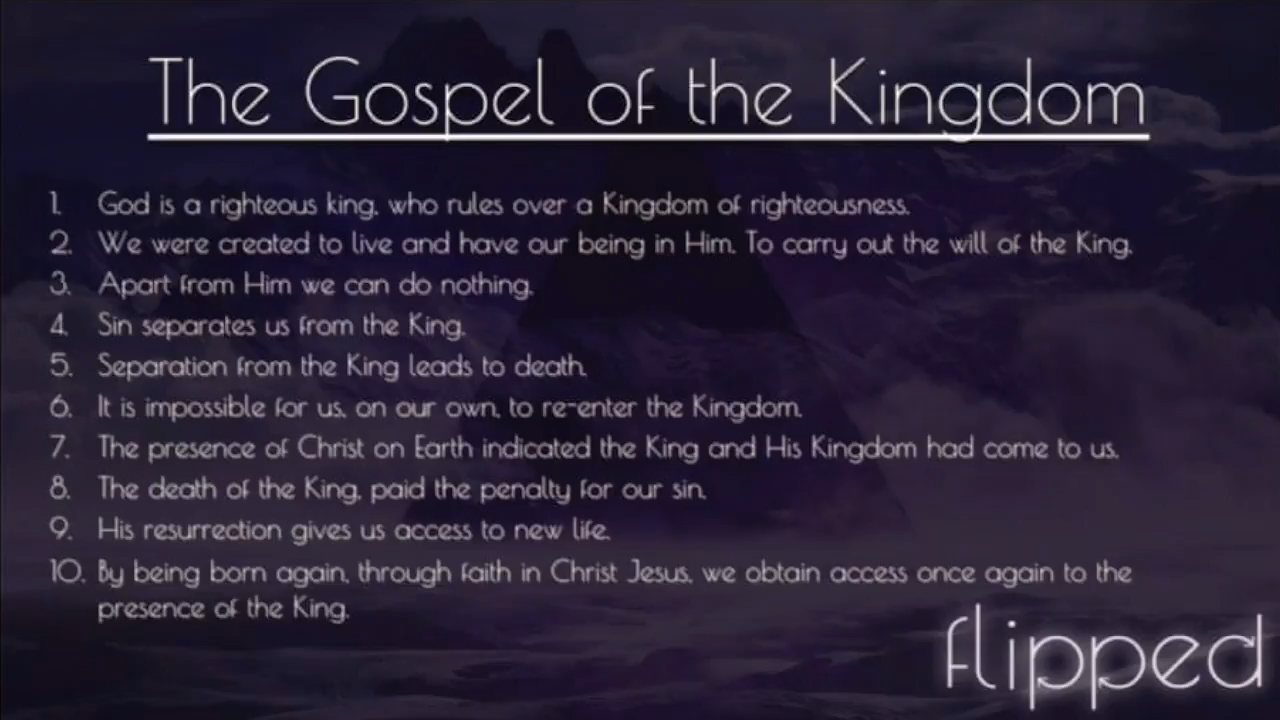 The Gospel of the Kingdom
1. God is a righteous king, who rules over a Kingdom of righteousness.
2. We were created to live and have our being in Him. To carry out the will of the King.
3. Apart from Him we can do nothing.
4. Sin separates us from the King.
5. Separation from the King leads to death.
6. It is impossible for us, on our own, to re-enter the Kingdom.
7. The presence of Christ on Earth indicated the King and His Kingdom had come to us.
8. The death of the King, paid the penalty for our sin.
9. His resurrection gives us access to new life.
10. By being born again, through faith in Christ Jesus, we obtain access once again to the
presence of the King.
flipped